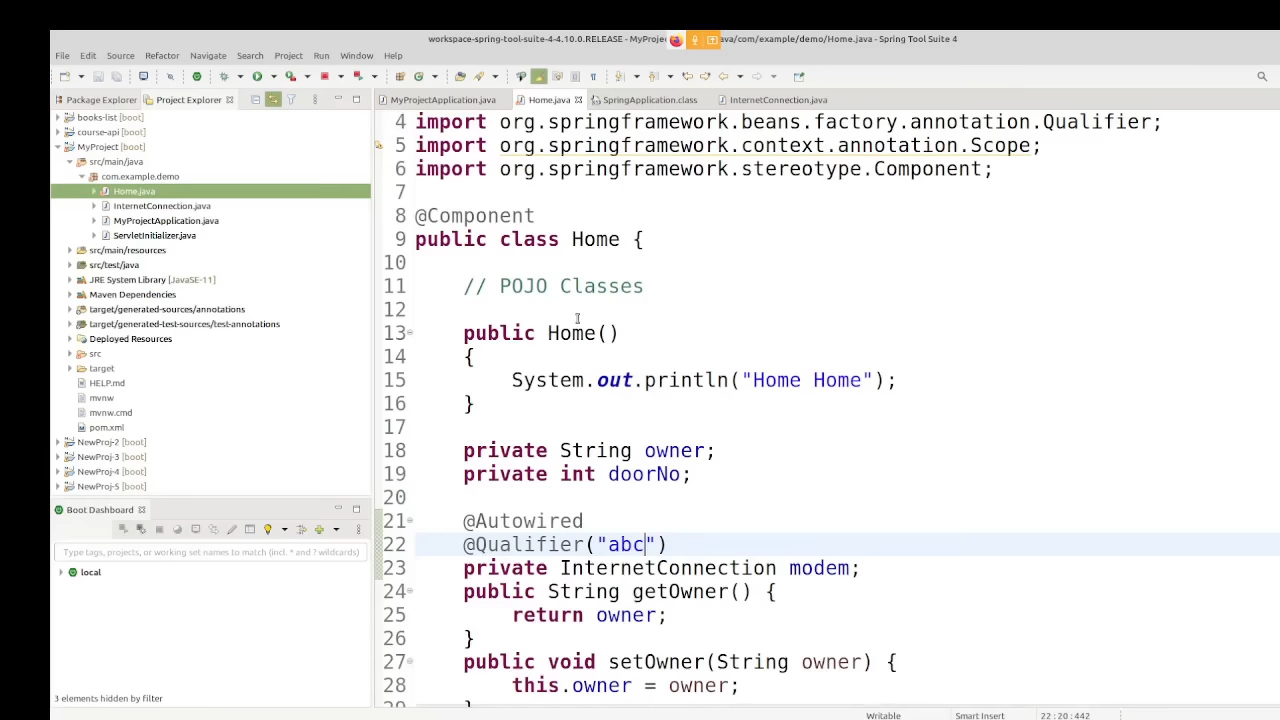 workspace-spring-tool-suite-4-4.10.0.RELEASE - MyProje ava/com/example/demo/Home.java - Spring Tool Suite 4
File Edit Source Refactor Navigate Search Project Run Window Help
Package Explorer Project Explorer
MyProjectApplication.java Home.java SpringApplication.class InternetConnection.java
books-list [boot]
course-api [boot]
MyProject [boot]
src/main/java
com.example.demo
Home.java
InternetConnection.java
MyProjectApplication.java
ServletInitializer.java
src/main/resources
src/test/java
JRE System Library [JavaSE-11]
Maven Dependencies
target/generated-sources/annotations
target/generated-test-sources/test-annotations
Deployed Resources
src
target
HELP.md
mvnw
mvnw.cmd
pom.xml
NewProj-2 [boot]
NewProj-3 [boot]
NewProj-4 [boot]
NewProj-5 [boot]
Boot Dashboard
Type tags, projects, or working set names to match (incl. * and ? wildcards)
local
3 elements hidden by filter
4 import org.springframework.beans.factory.annotation.Qualifier;
5 import org.springframework.context.annotation.Scope;
6 import org.springframework.stereotype.Component;
7
8 @Component
9 public class Home {
10
11 // POJO Classes
12
13 public Home()
14 {
15 System.out.println("Home Home");
16 }
17
18 private String owner;
19 private int doorNo;
20
21 @Autowired
22 @Qualifier("abc")
23 private InternetConnection modem;
24 public String getOwner() {
25 return owner;
26 }
27 public void setOwner(String owner) {
28 this.owner = owner;
Writable Smart Insert 22:20:442